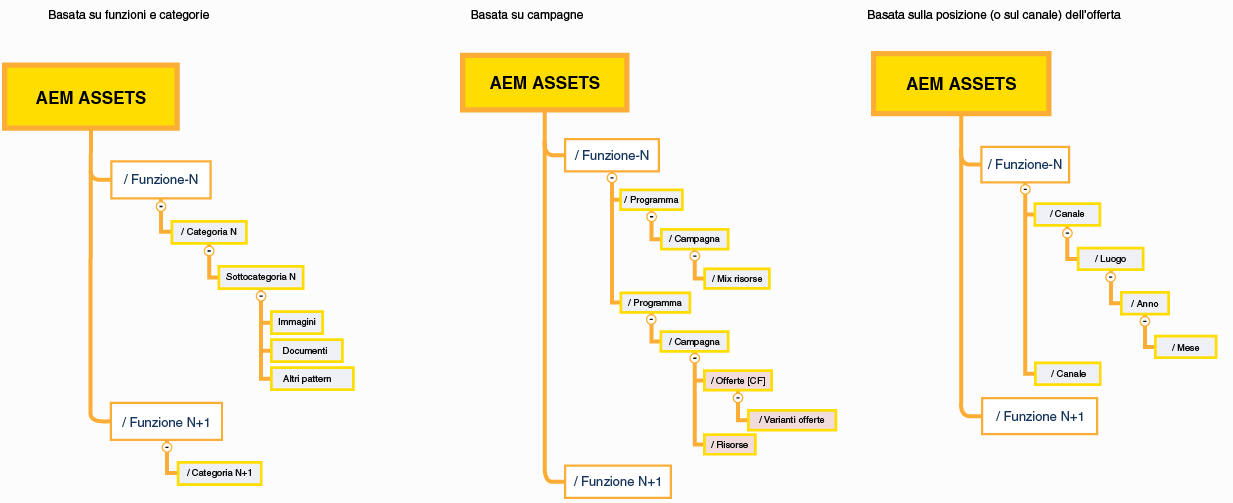 Basata su funzioni e categorie
AEM ASSETS
/ Funzione-N
/ Categoria N
Sottocategoria N
Immagini
Documenti
Altri pattern
/ Funzione N+1
/ Categoria N+1
Basata su campagne
AEM ASSETS
/ Funzione-N
/ Programma
/ Campagna
/ Mix risorse
/ Programma
/ Campagna
/ Offerte [CF]
/ Varianti offerte
/ Risorse
/ Funzione N+1
Basata sulla posizione (o sul canale) dell'offerta
AEM ASSETS
/ Funzione-N
/ Canale
/ Luogo
/ Anno
/ Mese
/ Canale
/ Funzione N+1